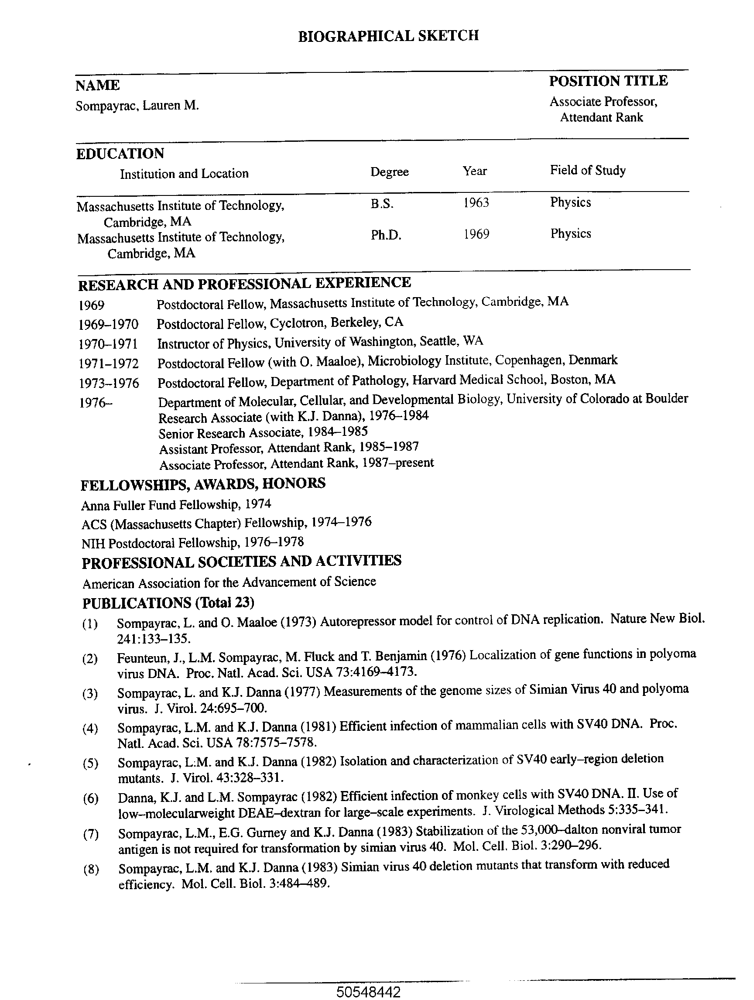 BIOGRAPHICAL SKETCH
NAME POSITION TITLE
Sompayrac, Lauren M. Associate Professor,
Attendant Rank
EDUCATION
Institution and Location Degree Year Field of Study
Massachusetts Institute of Technology, B.S. 1963 Physics
Cambridge, MA
Massachusetts Institute of Technology, Ph.D. 1969 Physics
Cambridge, MA
RESEARCH AND PROFESSIONAL EXPERIENCE
1969 Postdoctoral Fellow, Massachusetts Institute of Technology, Cambridge, MA
1969–1970 Postdoctoral Fellow, Cyclotron, Berkeley, CA
1970–1971 Instructor of Physics, University of Washington, Seattle, WA
1971–1972 Postdoctoral Fellow (with O. Maaloe), Microbiology Institute, Copenhagen, Denmark
1973–1976 Postdoctoral Fellow, Department of Pathology, Harvard Medical School, Boston, MA
1976– Department of Molecular, Cellular, and Developmental Biology, University of Colorado at Boulder
Research Associate (with K.J. Danna), 1976–1984
Senior Research Associate, 1984–1985
Assistant Professor, Attendant Rank, 1985–1987
Associate Professor, Attendant Rank, 1987–present
FELLOWSHIPS, AWARDS, HONORS
Anna Fuller Fund Fellowship, 1974
ACS (Massachusetts Chapter) Fellowship, 1974–1976
NIH Postdoctoral Fellowship, 1976–1978
PROFESSIONAL SOCIETIES AND ACTIVITIES
American Association for the Advancement of Science
PUBLICATIONS (Total 23)
(1) Sompayrac, L. and O. Maaloe (1973) Autorepressor model for control of DNA replication. Nature New Biol.
241:133–135.
(2) Feunteun, J., L.M. Sompayrac, M. Fluck and T. Benjamin (1976) Localization of gene functions in polyoma
virus DNA. Proc. Natl. Acad. Sci. USA 73:4169–4173.
(3) Sompayrac, L. and K.J. Danna (1977) Measurements of the genome sizes of Simian Virus 40 and polyoma
virus. J. Virol. 24:695–700.
(4) Sompayrac, L.M. and K.J. Danna (1981) Efficient infection of mammalian cells with SV40 DNA. Proc.
Natl. Acad. Sci. USA 78:7575–7578.
(5) Sompayrac, L.M. and K.J. Danna (1982) Isolation and characterization of SV40 early–region deletion
mutants. J. Virol. 43:328–331.
(6) Danna, K.J. and L.M. Sompayrac (1982) Efficient infection of monkey cells with SV40 DNA. II. Use of
low–molecularweight DEAE–dextran for large–scale experiments. J. Virological Methods 5:335–341.
(7) Sompayrac, L.M., E.G. Gurney and K.J. Danna (1983) Stabilization of the 53,000–dalton nonviral tumor
antigen is not required for transformation by simian virus 40. Mol. Cell. Biol. 3:290–296.
(8) Sompayrac, L.M. and K.J. Danna (1983) Simian virus 40 deletion mutants that transform with reduced
efficiency. Mol. Cell. Biol. 3:484–489.
50548442